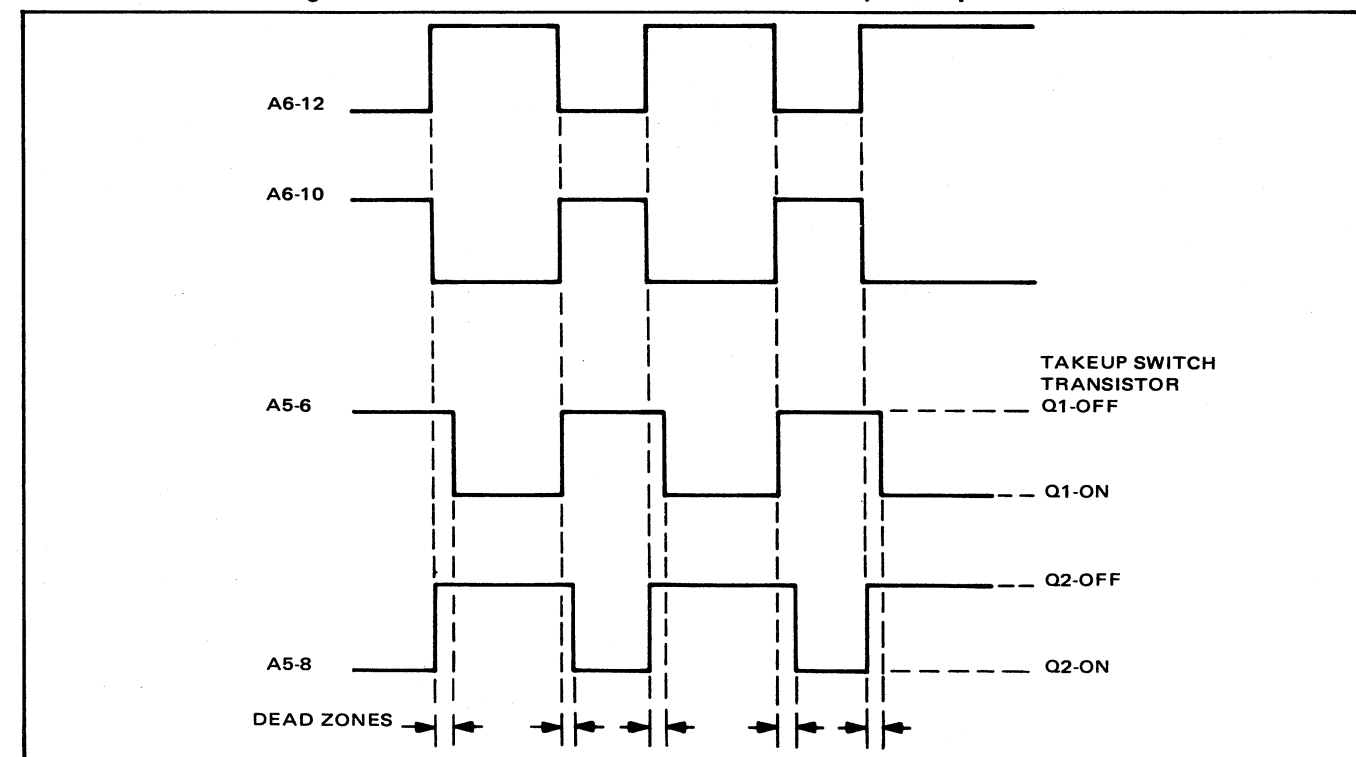 A6-12
A6-10
TAKEUP SWITCH
TRANSISTOR
A5-6
Q1-OFF
Q1-ON
Q2-OFF
A5-8
Q2-ON
DEAD ZONES